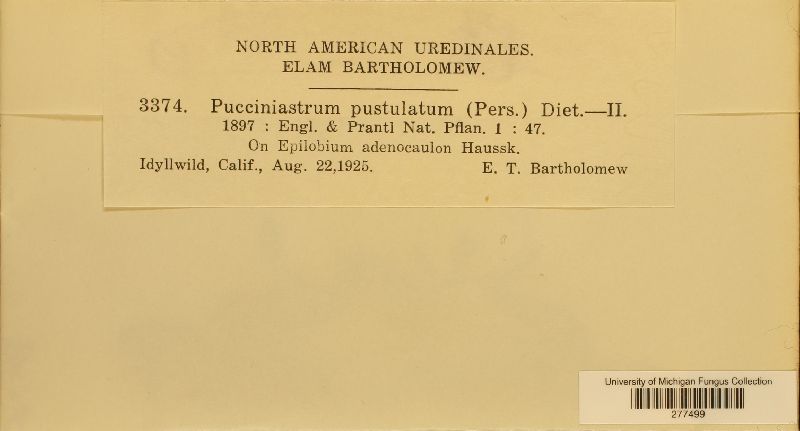 NORTH AMERICAN UREDINALES.
ELAM BARTHOLOMEW.
3374. Pucciniastrum pustulatum (Pers.) Diet.—II.
1897 : Engl. & Prantl Nat. Pflan. 1 : 47.
On Epilobium adenocaulon Haussk.
Idyllwild, Calif., Aug. 22,1925. E. T. Bartholomew
University of Michigan Fungus Collection
277499